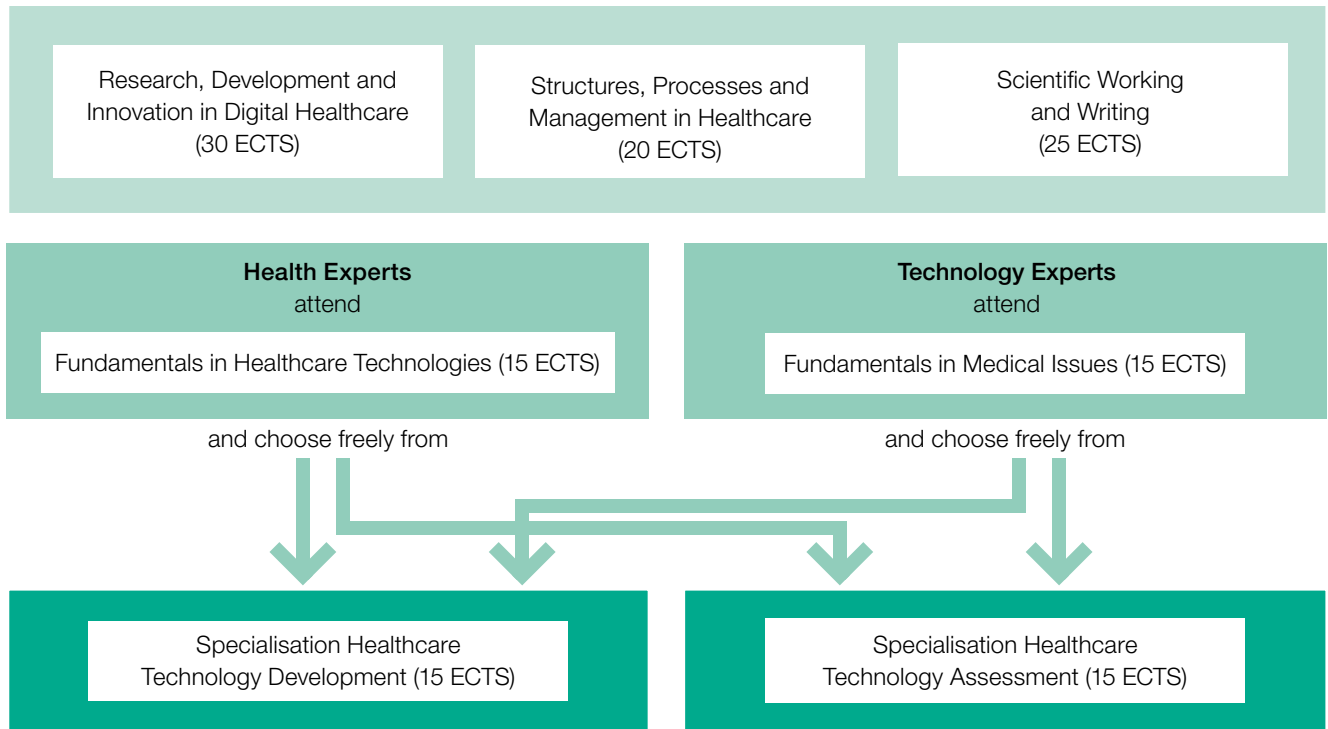 Research, Development and
Innovation in Digital Healthcare
(30 ECTS)
Structures, Processes and
Management in Healthcare
(20 ECTS)
Scientific Working
and Writing
(25 ECTS)
Health Experts
attend
Fundamentals in Healthcare Technologies (15 ECTS)
and choose freely from
Technology Experts
attend
Fundamentals in Medical Issues (15 ECTS)
and choose freely from
Specialisation Healthcare
Technology Development (15 ECTS)
Specialisation Healthcare
Technology Assessment (15 ECTS)